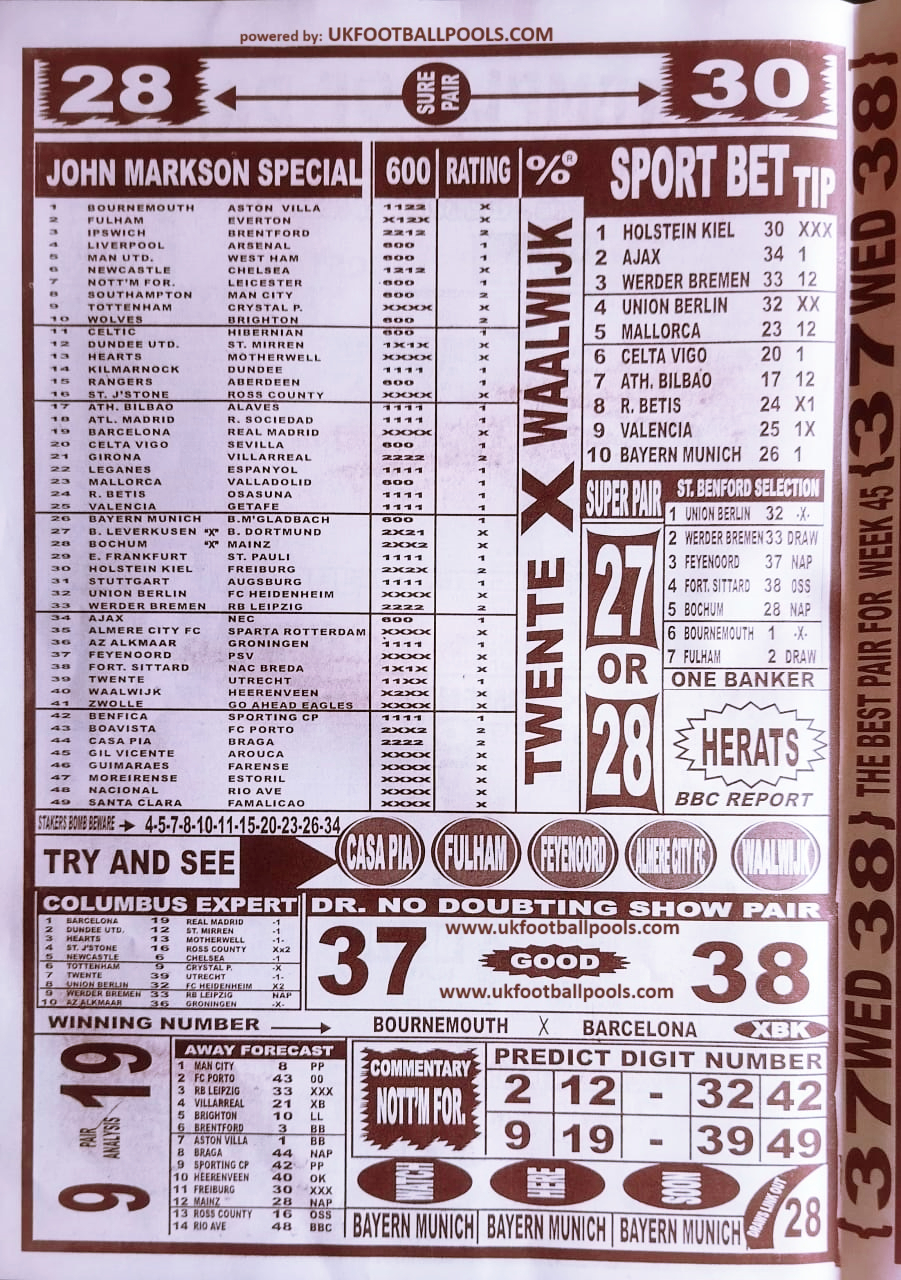 powered by: UKFOOTBALLPOOLS.COM
28 SURE PAIR 30
JOHN MARKSON SPECIAL 600 RATING
1 BOURNEMOUTH ASTON VILLA 1122 X
2 FULHAM EVERTON X12X X
3 IPSWICH BRENTFORD 2212 2
4 LIVERPOOL ARSENAL 600 1
5 MAN UTD. WEST HAM 600 1
6 NEWCASTLE CHELSEA 1212 X
7 NOTT'M FOR. LEICESTER 600 1
8 SOUTHAMPTON MAN CITY 600 2
9 TOTTENHAM CRYSTAL P. XXXX X
10 WOLVES BRIGHTON 600 2
11 CELTIC HIBERNIAN 600 1
12 DUNDEE UTD. ST. MIRREN 1X1X X
13 HEARTS MOTHERWELL XXXX X
14 KILMARNOCK DUNDEE 1111 1
15 RANGERS ABERDEEN 600 1
16 ST. J'STONE ROSS COUNTY XXXX X
17 ATH. BILBAO ALAVES 1111 1
18 ATL. MADRID R. SOCIEDAD 1111 1
19 BARCELONA REAL MADRID XXXX X
20 CELTA VIGO SEVILLA 600 1
21 GIRONA VILLARREAL 2222 2
22 LEGANES ESPANYOL 1111 1
23 MALLORCA VALLADOLID 600 1
24 R. BETIS OSASUNA 1111 1
25 VALENCIA GETAFE 1111 1
26 BAYERN MUNICH B.M'GLADBACH 600 1
27 B. LEVERKUSEN "X" B. DORTMUND 2X21 X
28 BOCHUM "X" MAINZ 2XX2 X
29 E. FRANKFURT ST. PAULI 1111 1
30 HOLSTEIN KIEL FREIBURG 2X2X X
31 STUTTGART AUGSBURG 1111 1
32 UNION BERLIN FC HEIDENHEIM XXXX X
33 WERDER BREMEN RB LEIPZIG 2222 2
34 AJAX NEC 600 1
35 ALMERE CITY FC SPARTA ROTTERDAM XXXX X
36 AZ ALKMAAR GRONINGEN 1111 1
37 FEYENOORD PSV XXXX X
38 FORT. SITTARD NAC BREDA 1X1X X
39 TWENTE UTRECHT 11XX X
40 WAALWIJK HEERENVEEN X2XX X
41 ZWOLLE GO AHEAD EAGLES XXXX X
42 BENFICA SPORTING CP 1111 1
43 BOAVISTA FC PORTO 2XX2 2
44 CASA PIA BRAGA 2222 2
45 GIL VICENTE AROUCA XXXX X
46 GUIMARAES FARENSE XXXX X
47 MOREIRENSE ESTORIL XXXX X
48 NACIONAL RIO AVE XXXX X
49 SANTA CLARA FAMALICAO XXXX X
%®
TWENTE X WAALWIJK
SPORT BET TIP
1 HOLSTEIN KIEL 30 XXX
2 AJAX 34 1
3 WERDER BREMEN 33 12
4 UNION BERLIN 32 XX
5 MALLORCA 23 12
6 CELTA VIGO 20 1
7 ATH. BILBAO 17 12
8 R. BETIS 24 X1
9 VALENCIA 25 1X
10 BAYERN MUNICH 26 1
SUPER PAIR
27
OR
28
ST. BENFORD SELECTION
1 UNION BERLIN 32 -X-
2 WERDER BREMEN 33 DRAW
3 FEYENOORD 37 NAP
4 FORT. SITTARD 38 OSS
5 BOCHUM 28 NAP
6 BOURNEMOUTH 1 -X-
7 FULHAM 2 DRAW
ONE BANKER
HERATS
BBC REPORT
STAKERS BOMB BEWARE 4-5-7-8-10-11-15-20-23-26-34
TRY AND SEE CASA PIA FULHAM FEYENOORD ALMERE CITY FC WAALWIJK
COLUMBUS EXPERT
1 BARCELONA 19 REAL MADRID -1
2 DUNDEE UTD. 12 ST. MIRREN -1
3 HEARTS 13 MOTHERWELL -1-
4 ST. J'STONE 16 ROSS COUNTY Xx2
5 NEWCASTLE 6 CHELSEA -1
6 TOTTENHAM 9 CRYSTAL P. -X
7 TWENTE 39 UTRECHT -1-
8 UNION BERLIN 32 FC HEIDENHEIM X2
9 WERDER BREMEN 33 RB LEIPZIG NAP
10 AZ ALKMAAR 36 GRONINGEN -X-
DR. NO DOUBTING SHOW PAIR
www.ukfootballpools.com
37 GOOD 38
www.ukfootballpools.com
WINNING NUMBER BOURNEMOUTH X BARCELONA XBK
9 PAIR ANALYSIS 19
AWAY FORECAST
1 MAN CITY 8 PP
2 FC PORTO 43 00
3 RB LEIPZIG 33 XXX
4 VILLARREAL 21 XB
5 BRIGHTON 10 LL
6 BRENTFORD 3 BB
7 ASTON VILLA 1 BB
8 BRAGA 44 NAP
9 SPORTING CP 42 PP
10 HEERENVEEN 40 OK
11 FREIBURG 30 XXX
12 MAINZ 28 NAP
13 ROSS COUNTY 16 OSS
14 RIO AVE 48 BBC
COMMENTARY
NOTT'M FOR.
PREDICT DIGIT NUMBER
2 12 - 32 42
9 19 - 39 49
WITCH HERE SOON
BAYERN MUNICH BAYERN MUNICH BAYERN MUNICH
28
{37 WED 38} THE BEST PAIR FOR WEEK 45 {37 WED 38}